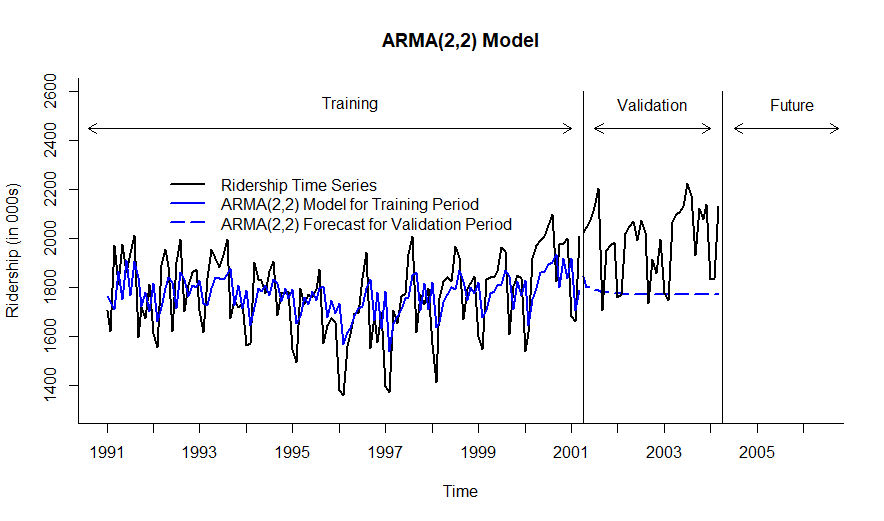 ARMA(2,2) Model
Training
Validation
Future
Ridership Time Series
ARMA(2,2) Model for Training Period
ARMA(2,2) Forecast for Validation Period
Ridership (in 000s)
2600
2400
2200
2000
1800
1600
1400
1991
1993
1995
1997
1999
2001
2003
2005
Time